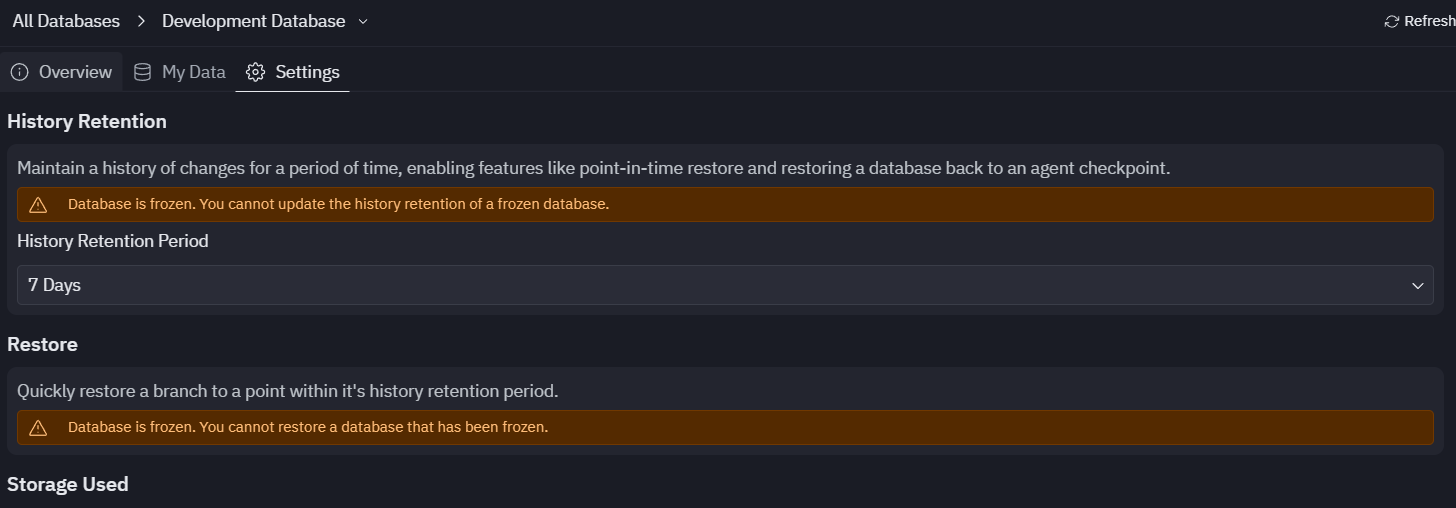 All Databases > Development Database
Refresh
Overview
My Data
Settings
History Retention
Maintain a history of changes for a period of time, enabling features like point-in-time restore and restoring a database back to an agent checkpoint.
Database is frozen. You cannot update the history retention of a frozen database.
History Retention Period
7 Days
Restore
Quickly restore a branch to a point within it's history retention period.
Database is frozen. You cannot restore a database that has been frozen.
Storage Used